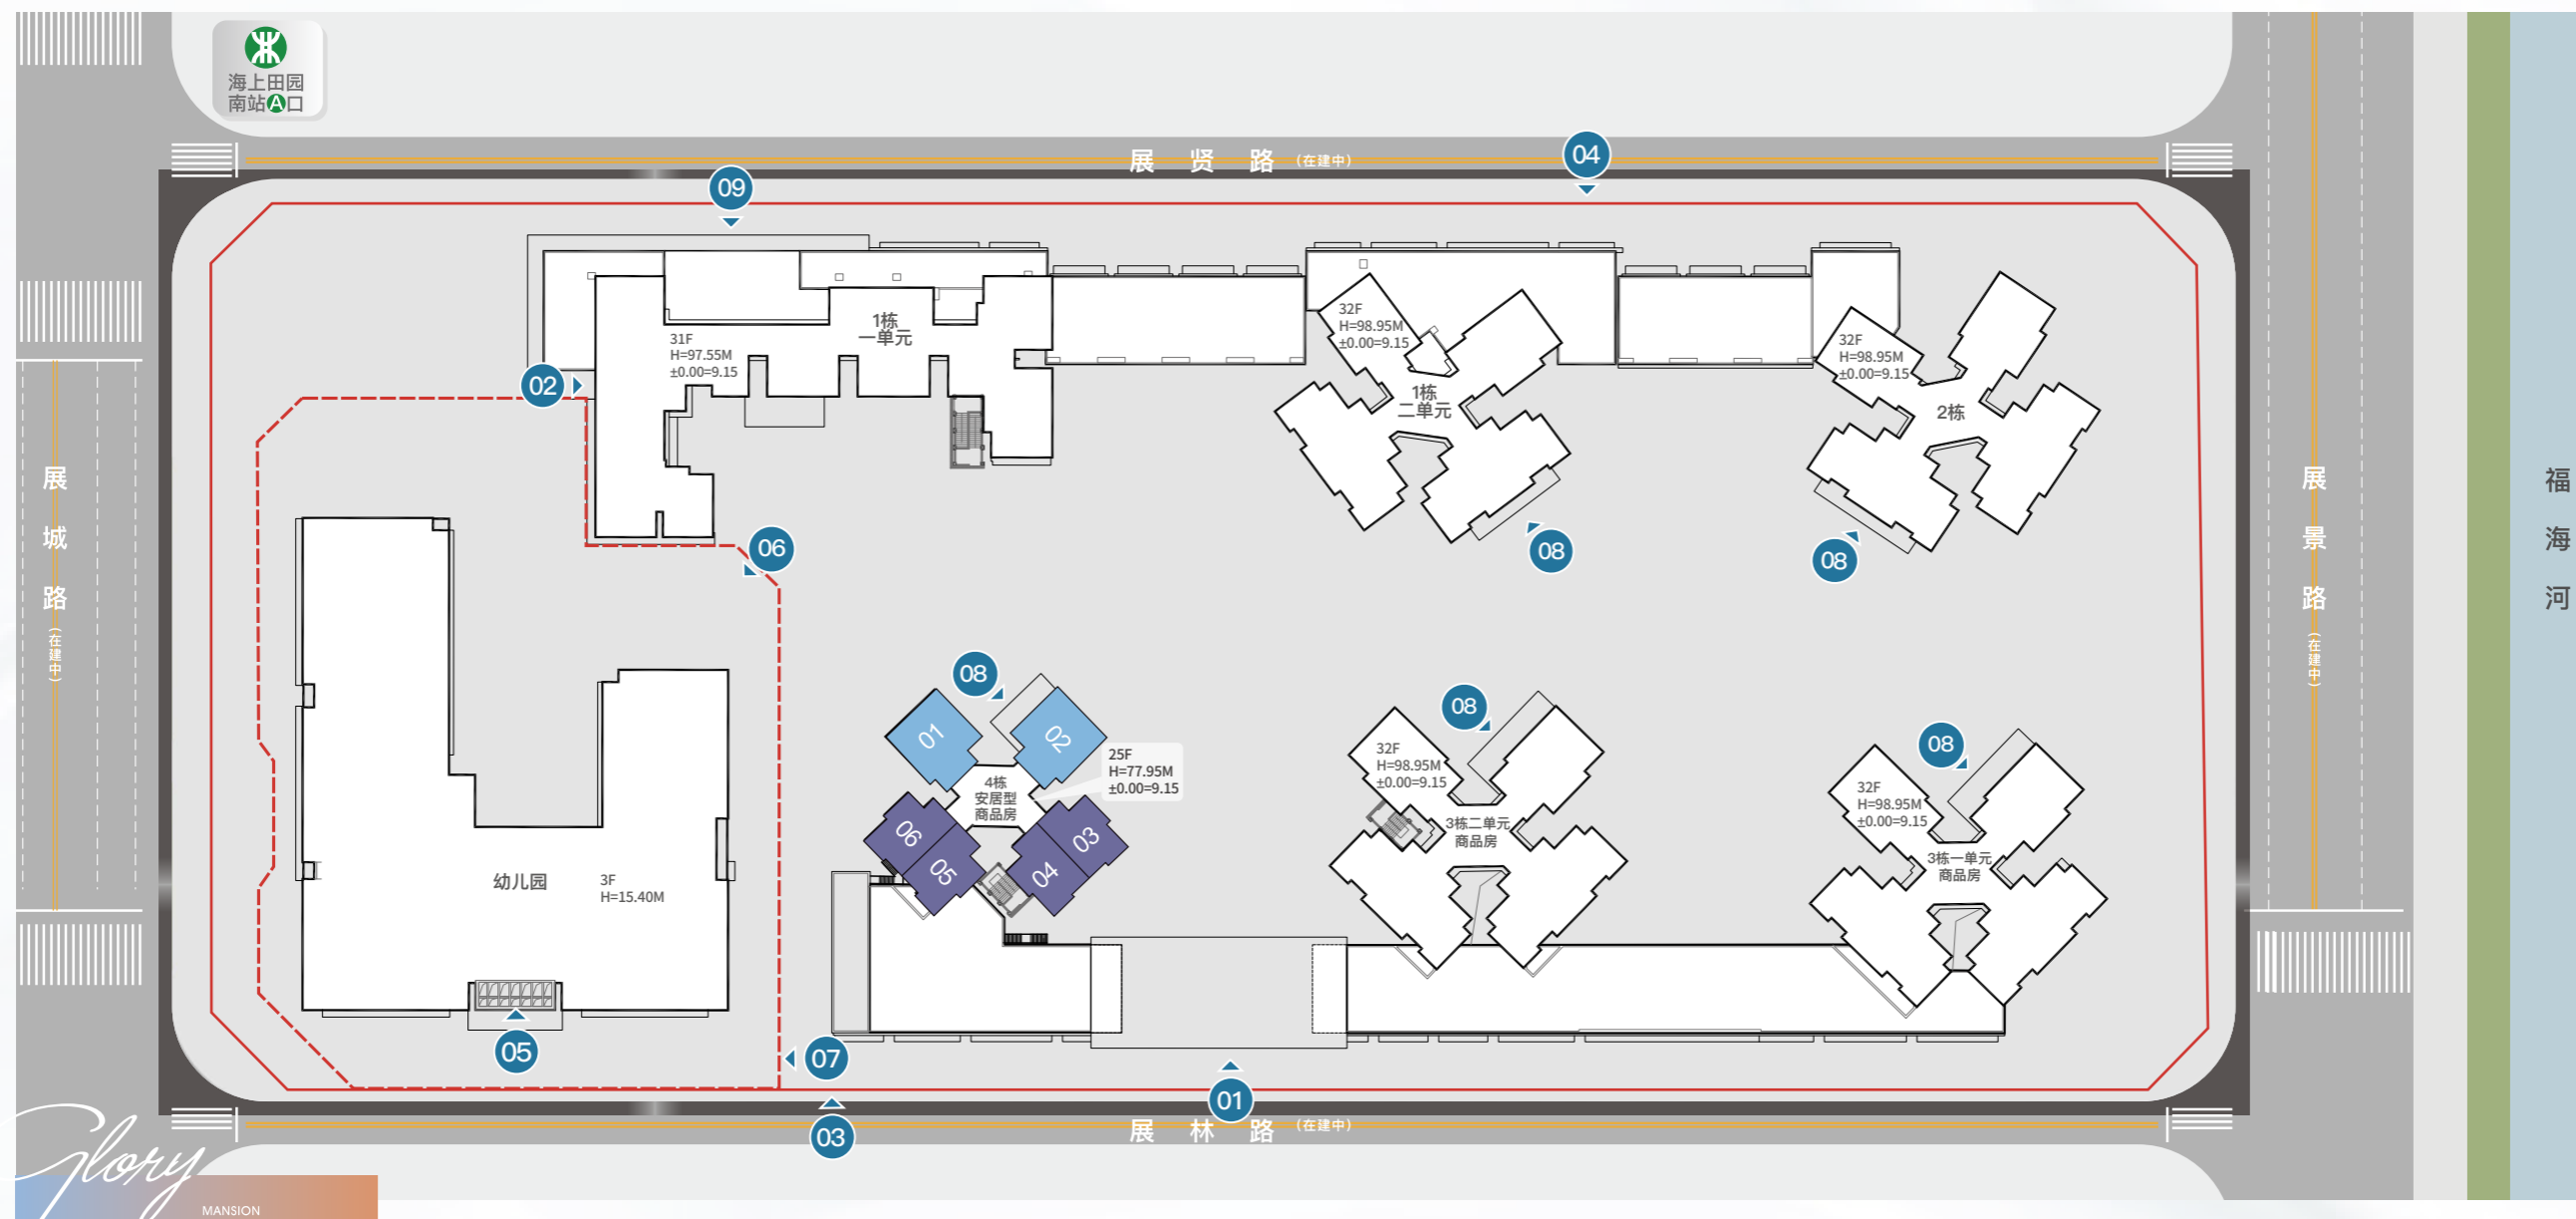 海上田园
南站A口
展贤路（在建中）
04
09
02
31F
H=97.55M
±0.00=9.15
1栋
一单元
32F
H=98.95M
±0.00=9.15
1栋
二单元
32F
H=98.95M
±0.00=9.15
2栋
展城路（在建中）
展景路（在建中）
福海河
06
08
08
08
01
02
25F
H=77.95M
±0.00=9.15
4栋
安居型
商品房
06
05
04
03
08
32F
H=98.95M
±0.00=9.15
3栋二单元
商品房
08
32F
H=98.95M
±0.00=9.15
3栋一单元
商品房
幼儿园
3F
H=15.40M
05
07
03
01
展林路（在建中）
Glory
MANSION